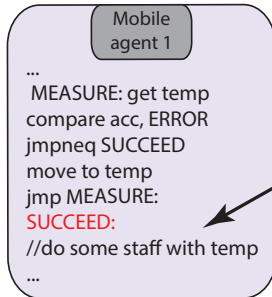 Mobile
agent 1
...
MEASURE: get temp
compare acc, ERROR
jmpneq SUCCEED
move to temp
jmp MEASURE:
SUCCEED:
//do some staff with temp
...